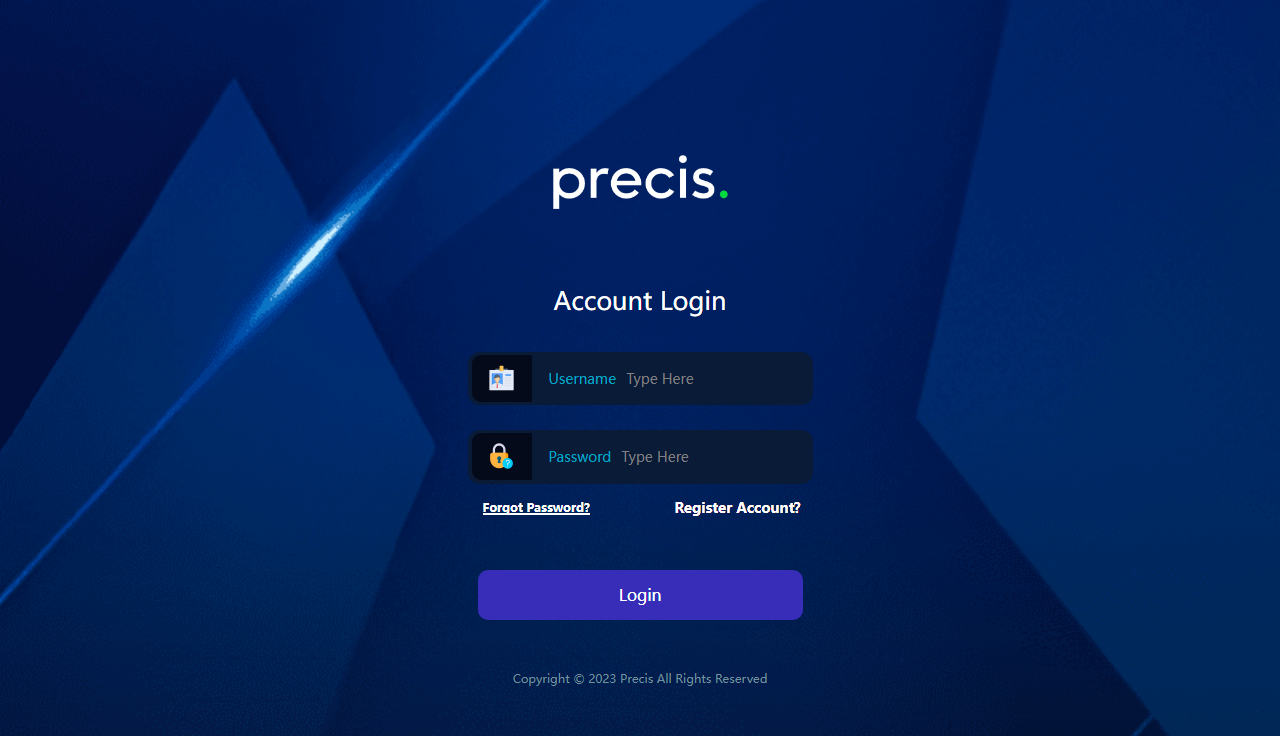 precis.
Account Login
Username Type Here
Password Type Here
Forgot Password? Register Account?
Login
Copyright © 2023 Precis All Rights Reserved